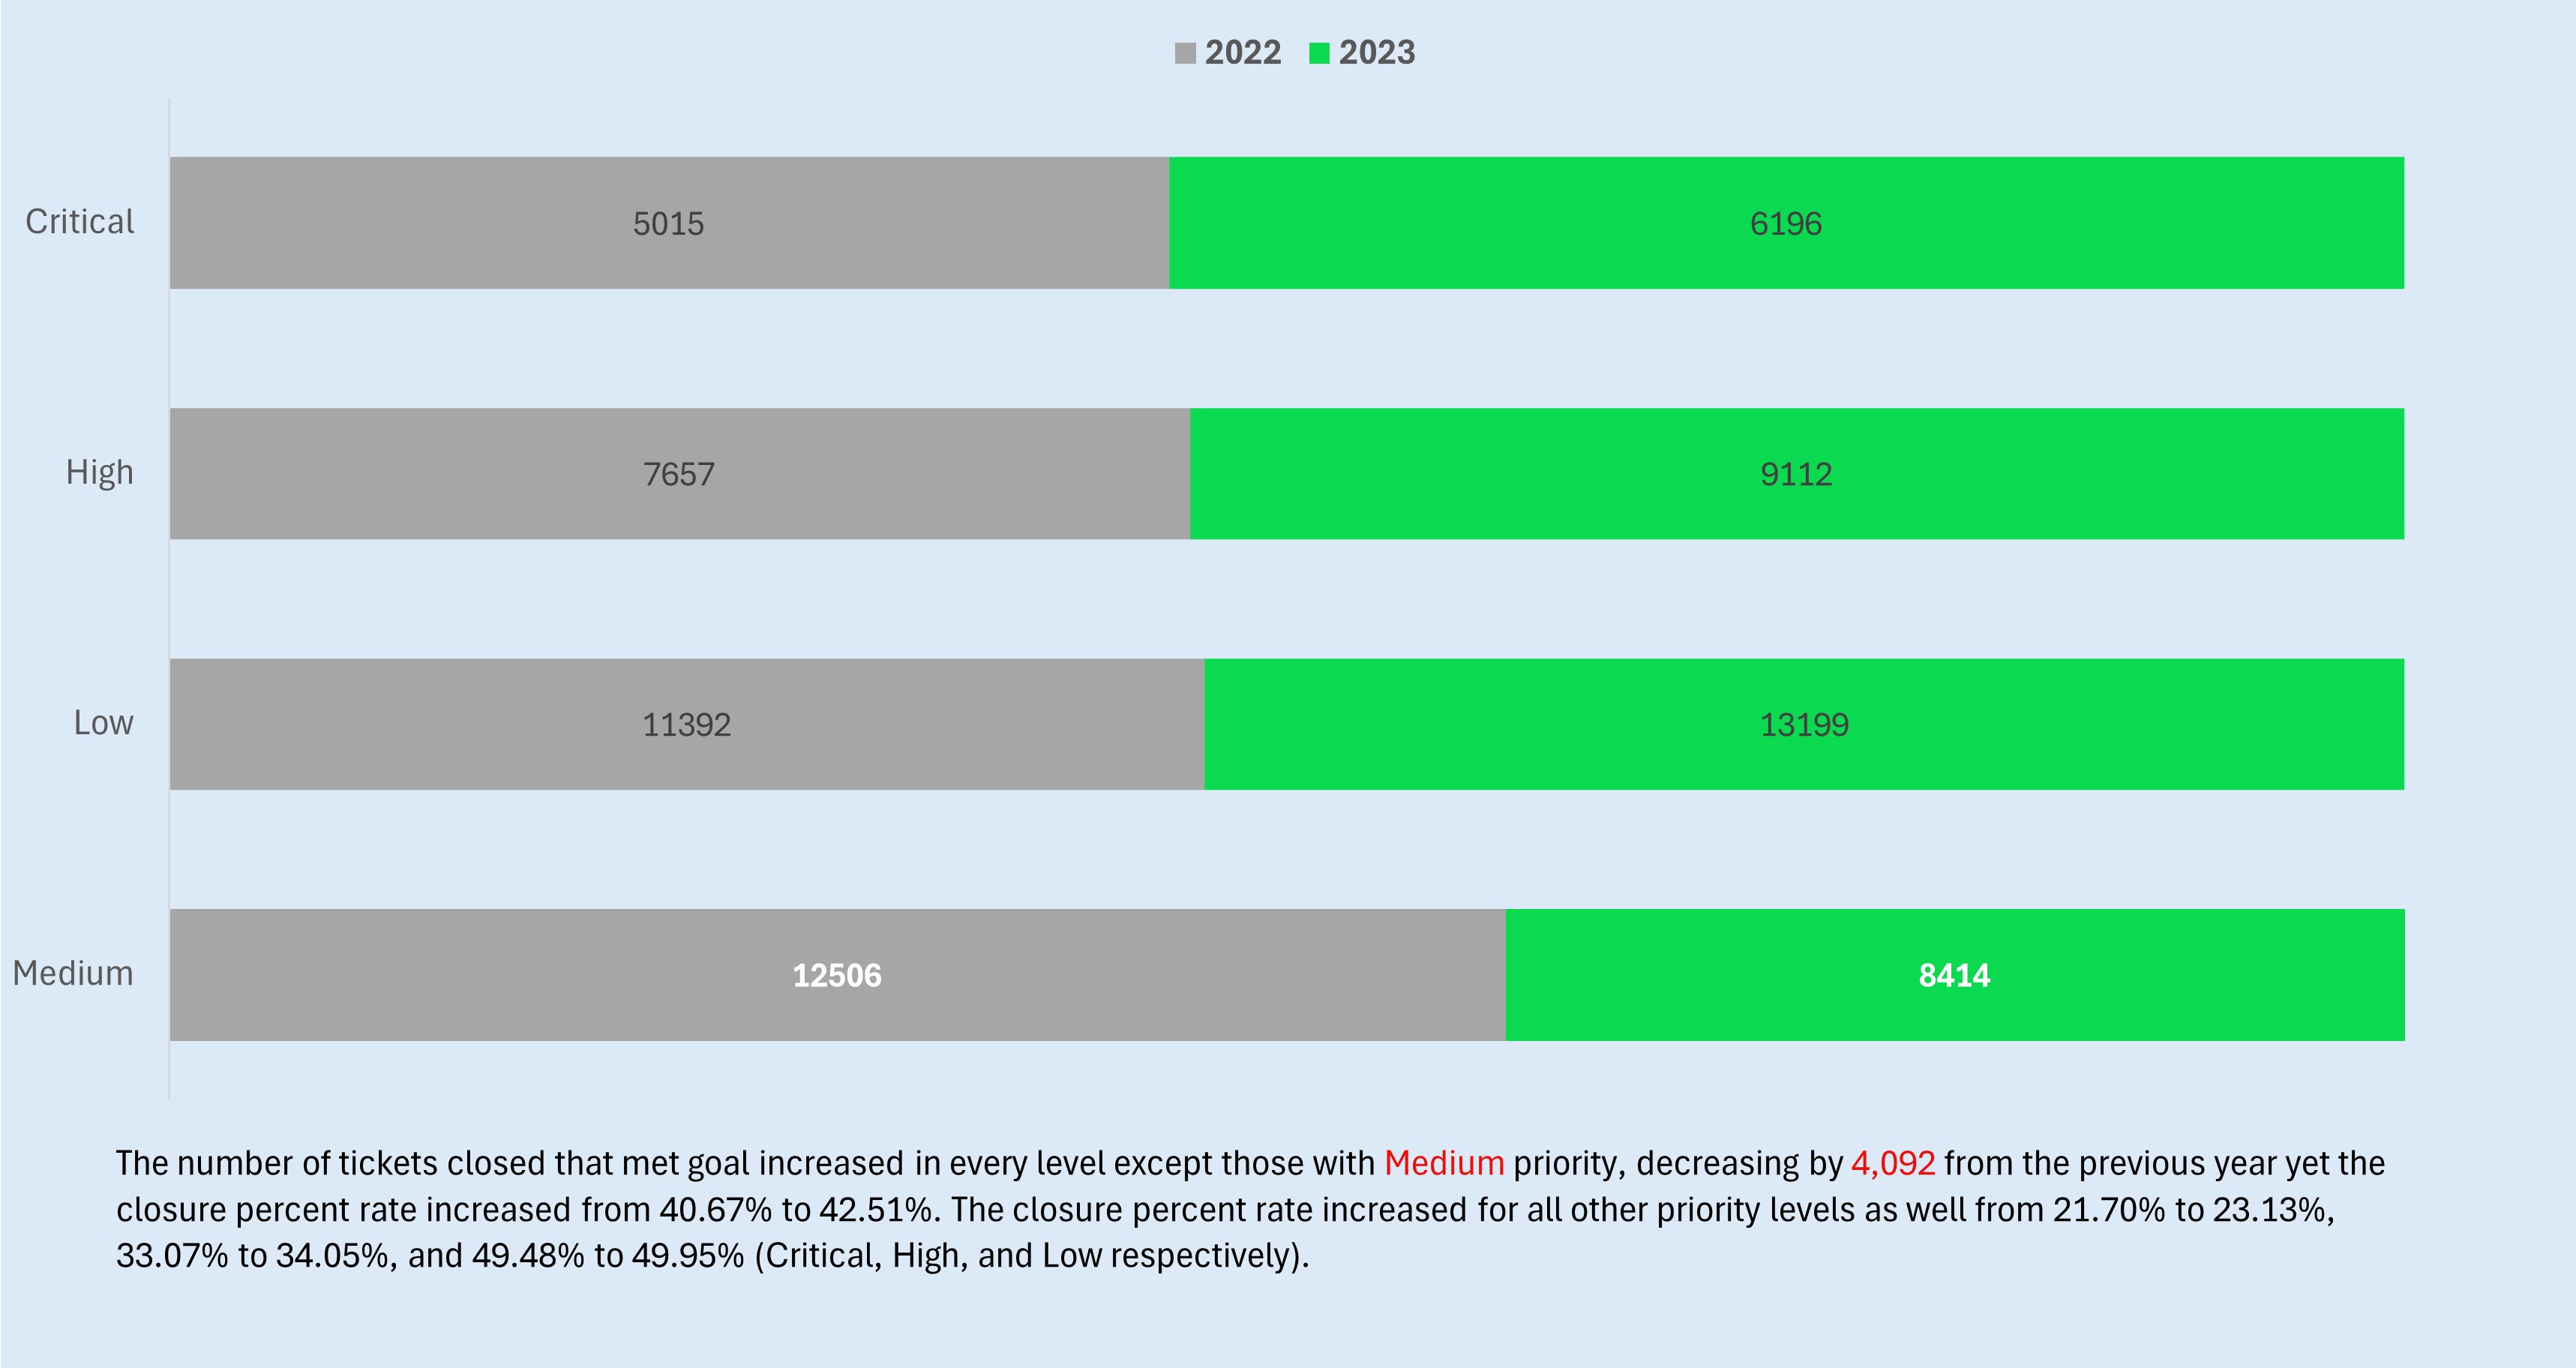 2022 2023
Critical 5015 6196
High 7657 9112
Low 11392 13199
Medium 12506 8414
The number of tickets closed that met goal increased in every level except those with Medium priority, decreasing by 4,092 from the previous year yet the
closure percent rate increased from 40.67% to 42.51%. The closure percent rate increased for all other priority levels as well from 21.70% to 23.13%,
33.07% to 34.05%, and 49.48% to 49.95% (Critical, High, and Low respectively).